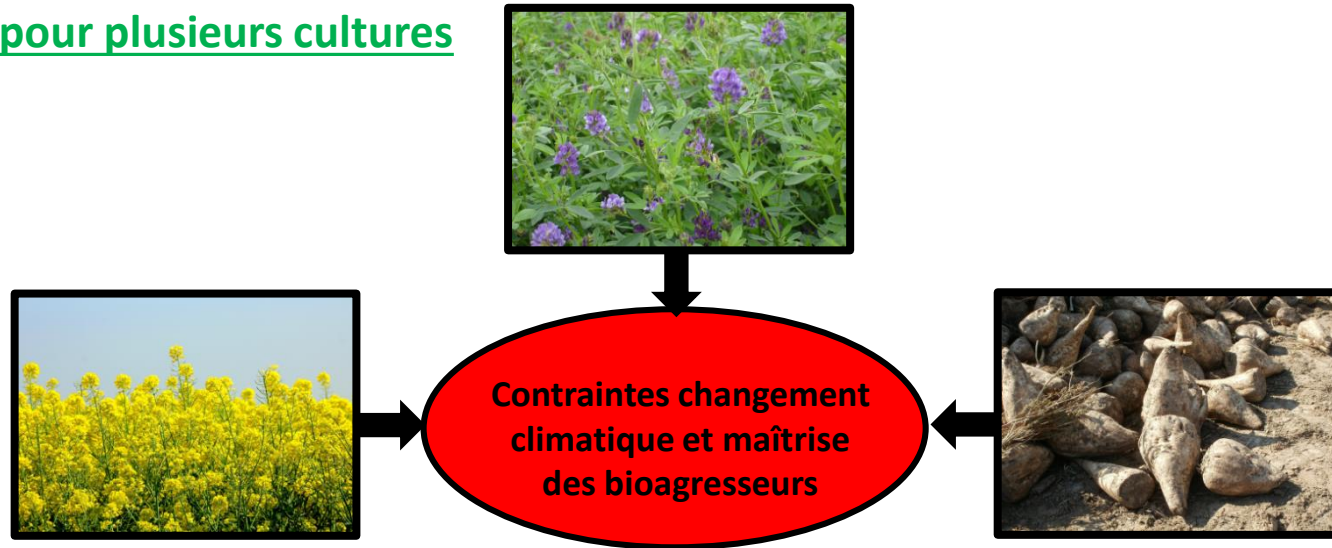 pour plusieurs cultures
Contraintes changement
climatique et maîtrise
des bioagresseurs